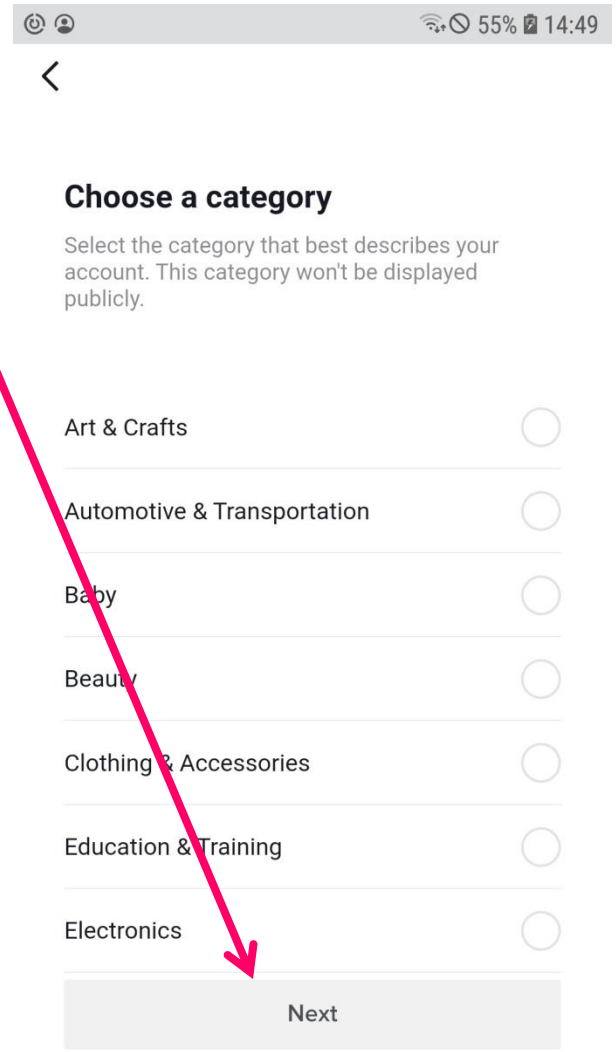 55% 14:49
Choose a category
Select the category that best describes your
account. This category won't be displayed
publicly.
Art & Crafts
Automotive & Transportation
Baby
Beauty
Clothing & Accessories
Education & Training
Electronics
Next